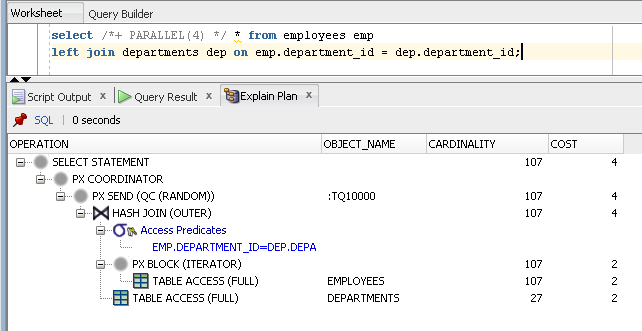 Worksheet Query Builder
select /*+ PARALLEL(4) */ * from employees emp
left join departments dep on emp.department_id = dep.department_id;
Script Output x Query Result x Explain Plan x
SQL | 0 seconds
OPERATION OBJECT_NAME CARDINALITY COST
SELECT STATEMENT 107 4
PX COORDINATOR
PX SEND (QC (RANDOM)) :TQ10000 107 4
HASH JOIN (OUTER) 107 4
Access Predicates
EMP.DEPARTMENT_ID=DEP.DEPA
PX BLOCK (ITERATOR) 107 2
TABLE ACCESS (FULL) EMPLOYEES 107 2
TABLE ACCESS (FULL) DEPARTMENTS 27 2